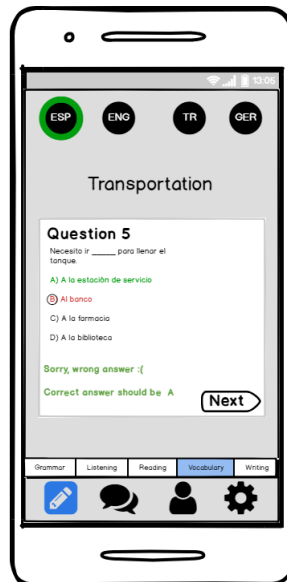 13:05
ESP ENG TR GER
Transportation
Question 5
Necesito ir _____ para llenar el
tanque.
A) A la estación de servicio
B) Al banco
C) A la farmacia
D) A la biblioteca
Sorry, wrong answer :(
Correct answer should be A
Next
Grammar Listening Reading Vocabulary Writing